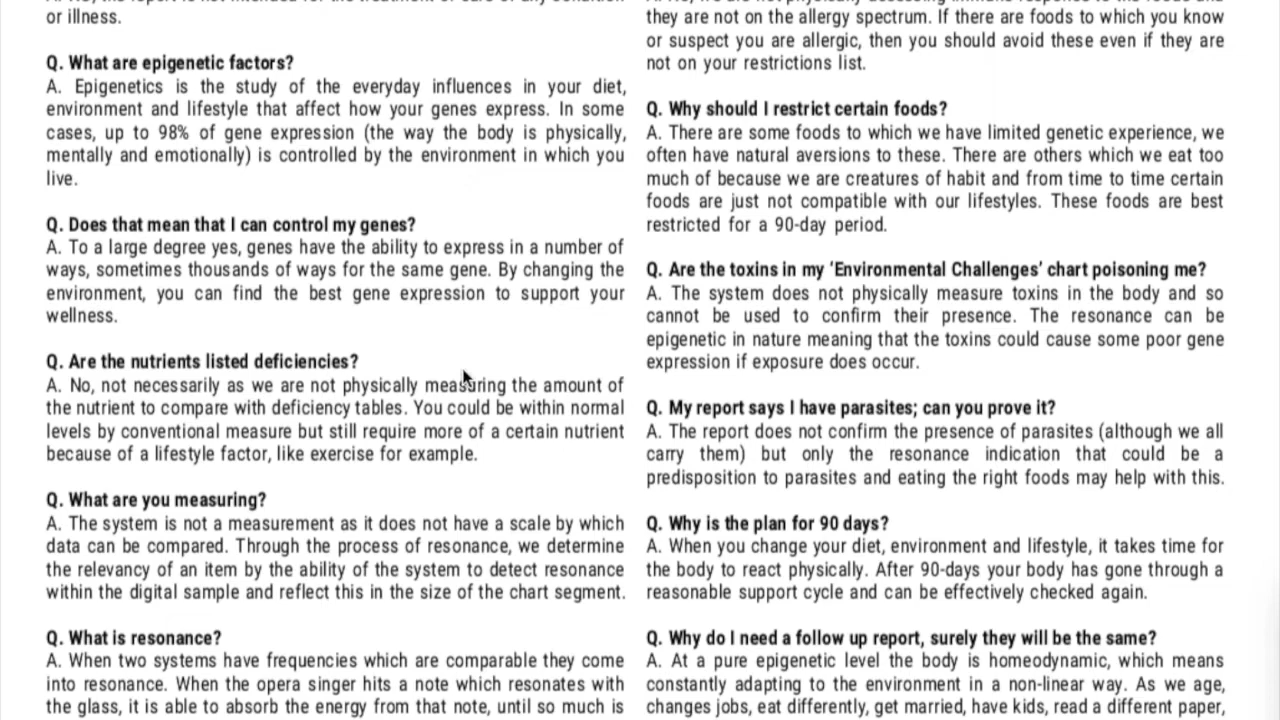 or illness.
Q. What are epigenetic factors?
A. Epigenetics is the study of the everyday influences in your diet,
environment and lifestyle that affect how your genes express. In some
cases, up to 98% of gene expression (the way the body is physically,
mentally and emotionally) is controlled by the environment in which you
live.
Q. Does that mean that I can control my genes?
A. To a large degree yes, genes have the ability to express in a number of
ways, sometimes thousands of ways for the same gene. By changing the
environment, you can find the best gene expression to support your
wellness.
Q. Are the nutrients listed deficiencies?
A. No, not necessarily as we are not physically measuring the amount of
the nutrient to compare with deficiency tables. You could be within normal
levels by conventional measure but still require more of a certain nutrient
because of a lifestyle factor, like exercise for example.
Q. What are you measuring?
A. The system is not a measurement as it does not have a scale by which
data can be compared. Through the process of resonance, we determine
the relevancy of an item by the ability of the system to detect resonance
within the digital sample and reflect this in the size of the chart segment.
Q. What is resonance?
A. When two systems have frequencies which are comparable they come
into resonance. When the opera singer hits a note which resonates with
the glass, it is able to absorb the energy from that note, until so much is
they are not on the allergy spectrum. If there are foods to which you know
or suspect you are allergic, then you should avoid these even if they are
not on your restrictions list.
Q. Why should I restrict certain foods?
A. There are some foods to which we have limited genetic experience, we
often have natural aversions to these. There are others which we eat too
much of because we are creatures of habit and from time to time certain
foods are just not compatible with our lifestyles. These foods are best
restricted for a 90-day period.
Q. Are the toxins in my ‘Environmental Challenges’ chart poisoning me?
A. The system does not physically measure toxins in the body and so
cannot be used to confirm their presence. The resonance can be
epigenetic in nature meaning that the toxins could cause some poor gene
expression if exposure does occur.
Q. My report says I have parasites; can you prove it?
A. The report does not confirm the presence of parasites (although we all
carry them) but only the resonance indication that could be a
predisposition to parasites and eating the right foods may help with this.
Q. Why is the plan for 90 days?
A. When you change your diet, environment and lifestyle, it takes time for
the body to react physically. After 90-days your body has gone through a
reasonable support cycle and can be effectively checked again.
Q. Why do I need a follow up report, surely they will be the same?
A. At a pure epigenetic level the body is homeodynamic, which means
constantly adapting to the environment in a non-linear way. As we age,
changes jobs, eat differently, get married, have kids, read a different paper,